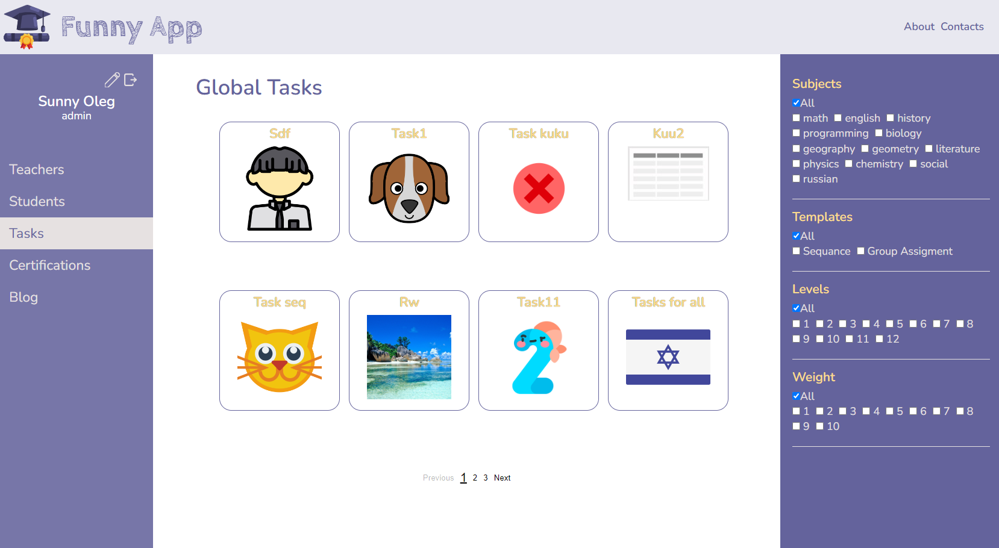 Funny App
About Contacts
Sunny Oleg
admin
Teachers
Students
Tasks
Certifications
Blog
Global Tasks
Sdf
Task1
Task kuku
Kuu2
Task seq
Rw
Task11
Tasks for all
Previous 1 2 3 Next
Subjects
All
math english history
programming biology
geography geometry literature
physics chemistry social
russian
Templates
All
Sequance Group Assigment
Levels
All
1 2 3 4 5 6 7 8
9 10 11 12
Weight
All
1 2 3 4 5 6 7 8
9 10